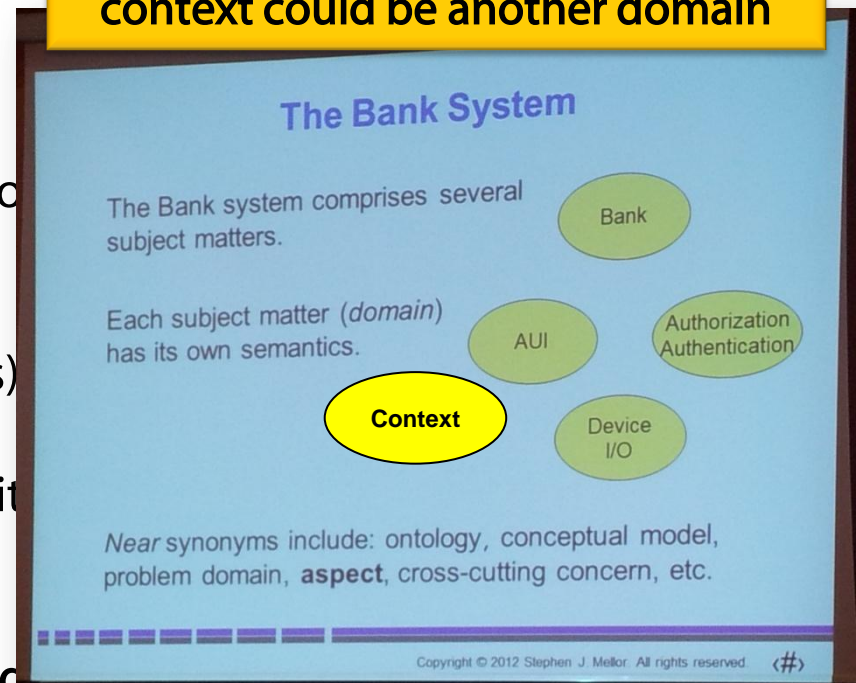 context could be another domain
The Bank System
The Bank system comprises several
subject matters.
Bank
Each subject matter (domain)
has its own semantics.
AUI
Authorization
Authentication
Context
Device
I/O
Near synonyms include: ontology, conceptual model,
problem domain, aspect, cross-cutting concern, etc.
Copyright © 2012 Stephen J. Mellor. All rights reserved.
‹#›